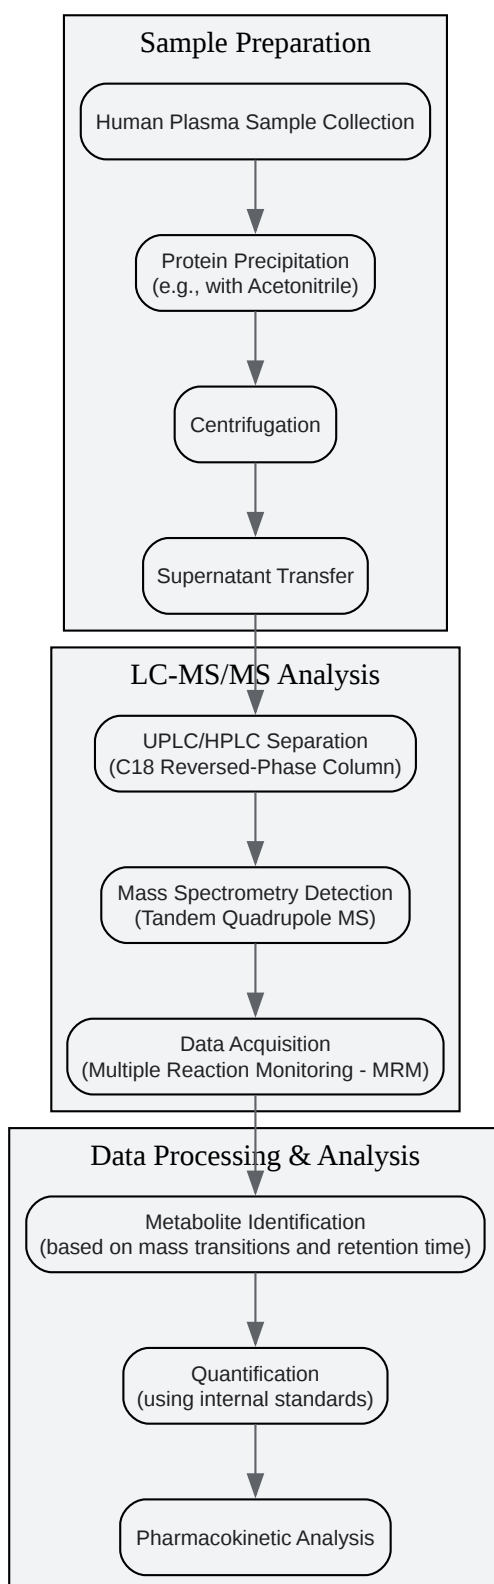 Sample Preparation
Human Plasma Sample Collection
Protein Precipitation
(e.g., with Acetonitrile)
Centrifugation
Supernatant Transfer
LC-MS/MS Analysis
UPLC/HPLC Separation
(C18 Reversed-Phase Column)
Mass Spectrometry Detection
(Tandem Quadrupole MS)
Data Acquisition
(Multiple Reaction Monitoring - MRM)
Data Processing & Analysis
Metabolite Identification
(based on mass transitions and retention time)
Quantification
(using internal standards)
Pharmacokinetic Analysis